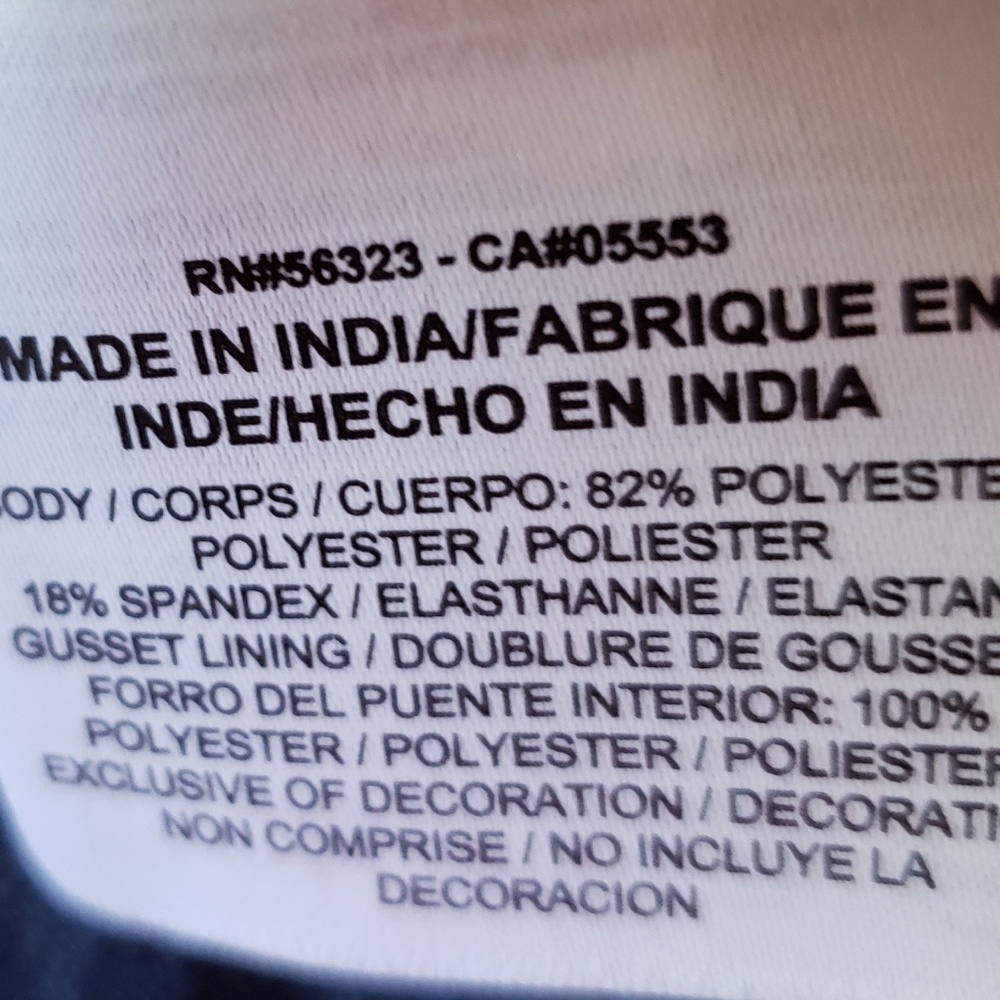 RN#56323 - CA#05553
MADE IN INDIA/FABRIQUE EN
INDE/HECHO EN INDIA
ODY / CORPS / CUERPO: 82% POLYESTE
POLYESTER / POLIESTER
18% SPANDEX / ELASTHANNE / ELASTAN
GUSSET LINING / DOUBLURE DE GOUSSE
FORRO DEL PUENTE INTERIOR: 100%
POLYESTER / POLYESTER / POLIESTER
EXCLUSIVE OF DECORATION / DECORATI
NON COMPRISE / NO INCLUYE LA
DECORACION